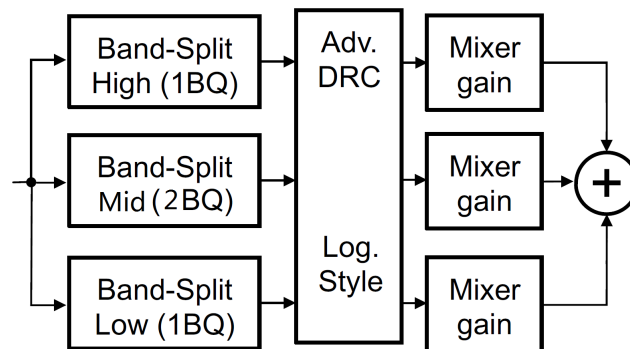 Band-Split
High (1BQ)
Adv.
DRC
Mixer
gain
Band-Split
Mid (2BQ)
Mixer
gain
+
Band-Split
Low (1BQ)
Log.
Style
Mixer
gain